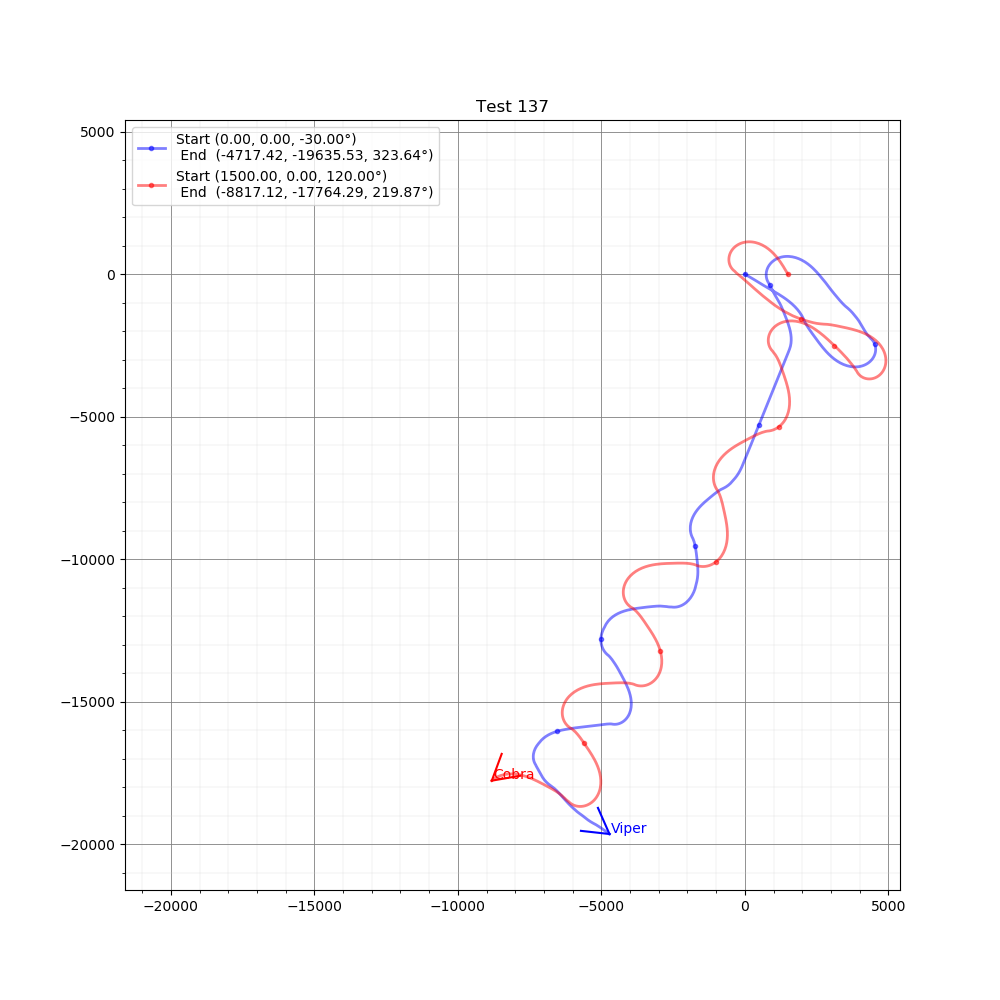 Test 137
Start (0.00, 0.00, -30.00°)
End  (-4717.42, -19635.53, 323.64°)
Start (1500.00, 0.00, 120.00°)
End  (-8817.12, -17764.29, 219.87°)
5000
0
−5000
−10000
−15000
−20000
Cobra
Viper
−20000 −15000 −10000 −5000 0 5000